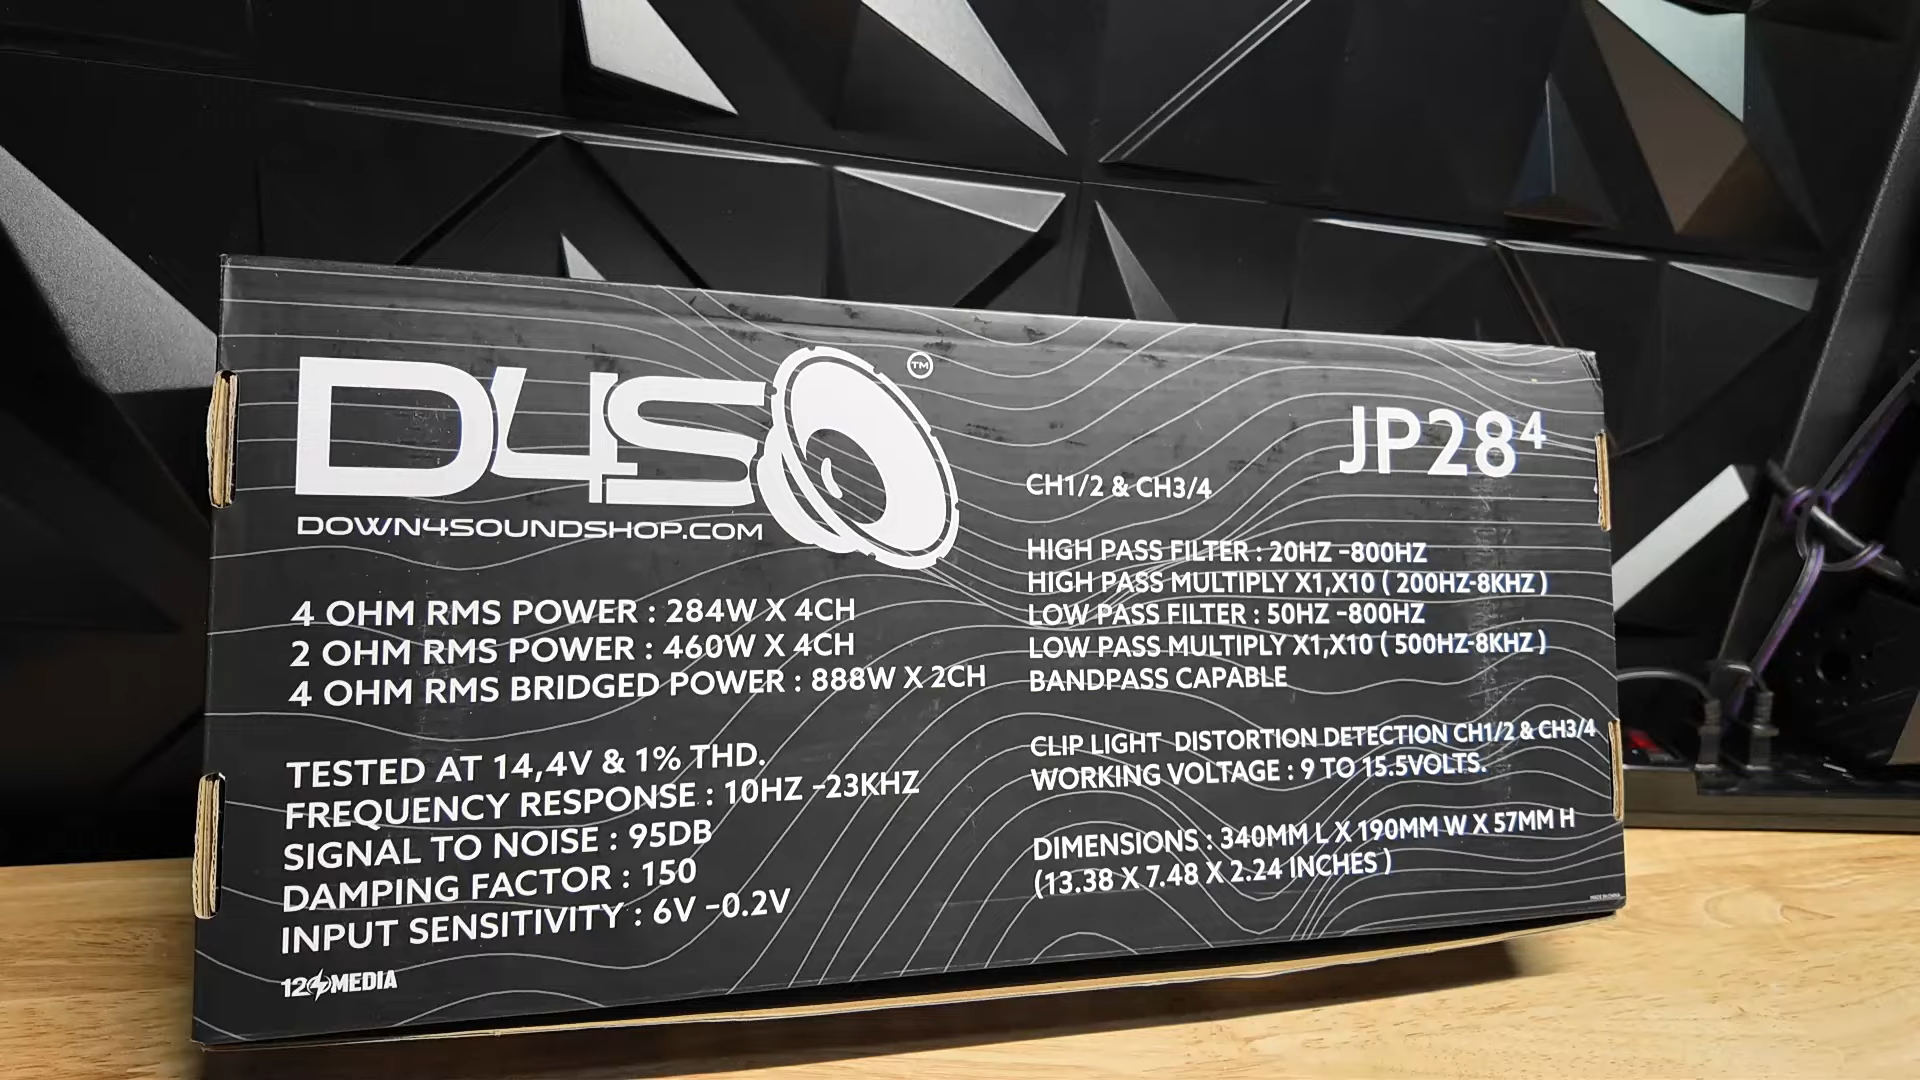 D4S
TM
DOWN4SOUNDSHOP.COM
4 OHM RMS POWER : 284W X 4CH
2 OHM RMS POWER : 460W X 4CH
4 OHM RMS BRIDGED POWER : 888W X 2CH
TESTED AT 14,4V & 1% THD.
FREQUENCY RESPONSE : 10HZ -23KHZ
SIGNAL TO NOISE : 95DB
DAMPING FACTOR : 150
INPUT SENSITIVITY : 6V -0.2V
12 MEDIA
JP28⁴
CH1/2 & CH3/4
HIGH PASS FILTER : 20HZ -800HZ
HIGH PASS MULTIPLY X1,X10 ( 200HZ-8KHZ )
LOW PASS FILTER : 50HZ -800HZ
LOW PASS MULTIPLY X1,X10 ( 500HZ-8KHZ )
BANDPASS CAPABLE
CLIP LIGHT DISTORTION DETECTION CH1/2 & CH3/4
WORKING VOLTAGE : 9 TO 15.5VOLTS.
DIMENSIONS : 340MM L X 190MM W X 57MM H
(13.38 X 7.48 X 2.24 INCHES )
MADE IN CHINA